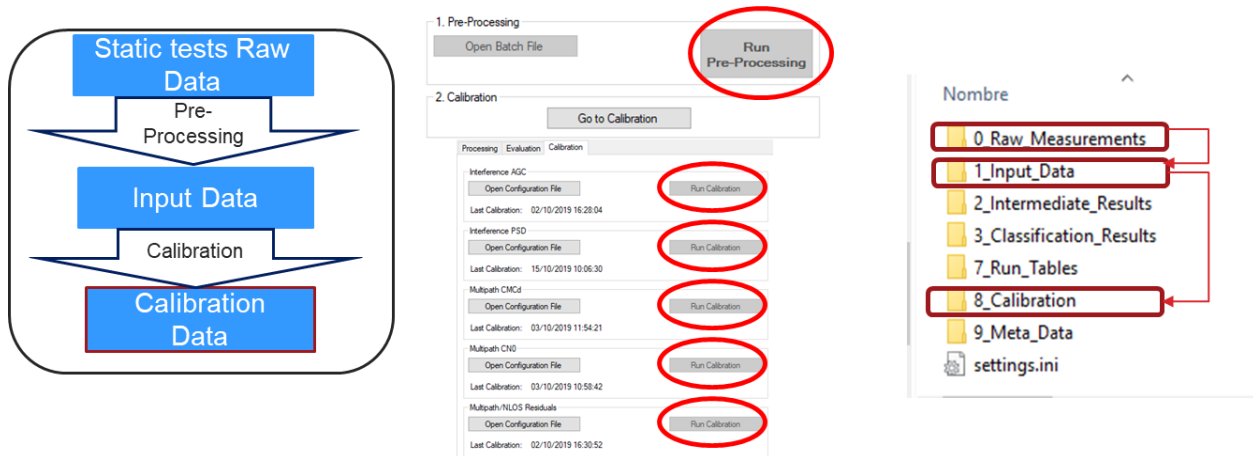 Static tests Raw
Data
Pre-
Processing
Input Data
Calibration
Calibration
Data
1. Pre-Processing
Open Batch File
Run
Pre-Processing
2. Calibration
Go to Calibration
Processing Evaluation Calibration
Interference AGC
Open Configuration File Run Calibration
Last Calibration: 02/10/2019 16:28:04
Interference PSD
Open Configuration File Run Calibration
Last Calibration: 15/10/2019 10:06:30
Multipath CMCd
Open Configuration File Run Calibration
Last Calibration: 03/10/2019 11:54:21
Multipath CN0
Open Configuration File Run Calibration
Last Calibration: 03/10/2019 10:58:42
Multipath/NLOS Residuals
Open Configuration File Run Calibration
Last Calibration: 02/10/2019 16:30:52
Nombre
0_Raw_Measurements
1_Input_Data
2_Intermediate_Results
3_Classification_Results
7_Run_Tables
8_Calibration
9_Meta_Data
settings.ini